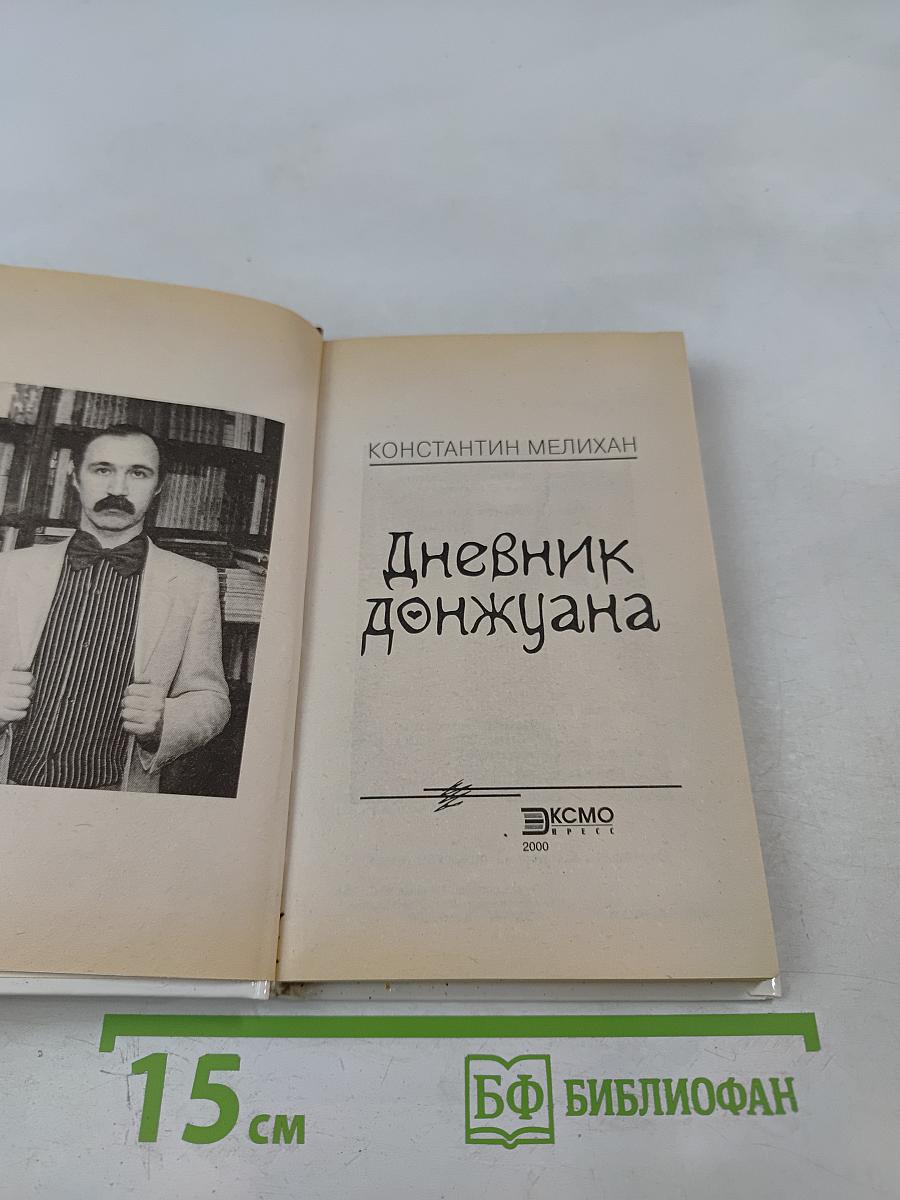 КОНСТАНТИН МЕЛИХАН
Дневник
донжуана
ЭКСМО
ПРЕСС
2000
15 см
БФ БИБЛИОФАН